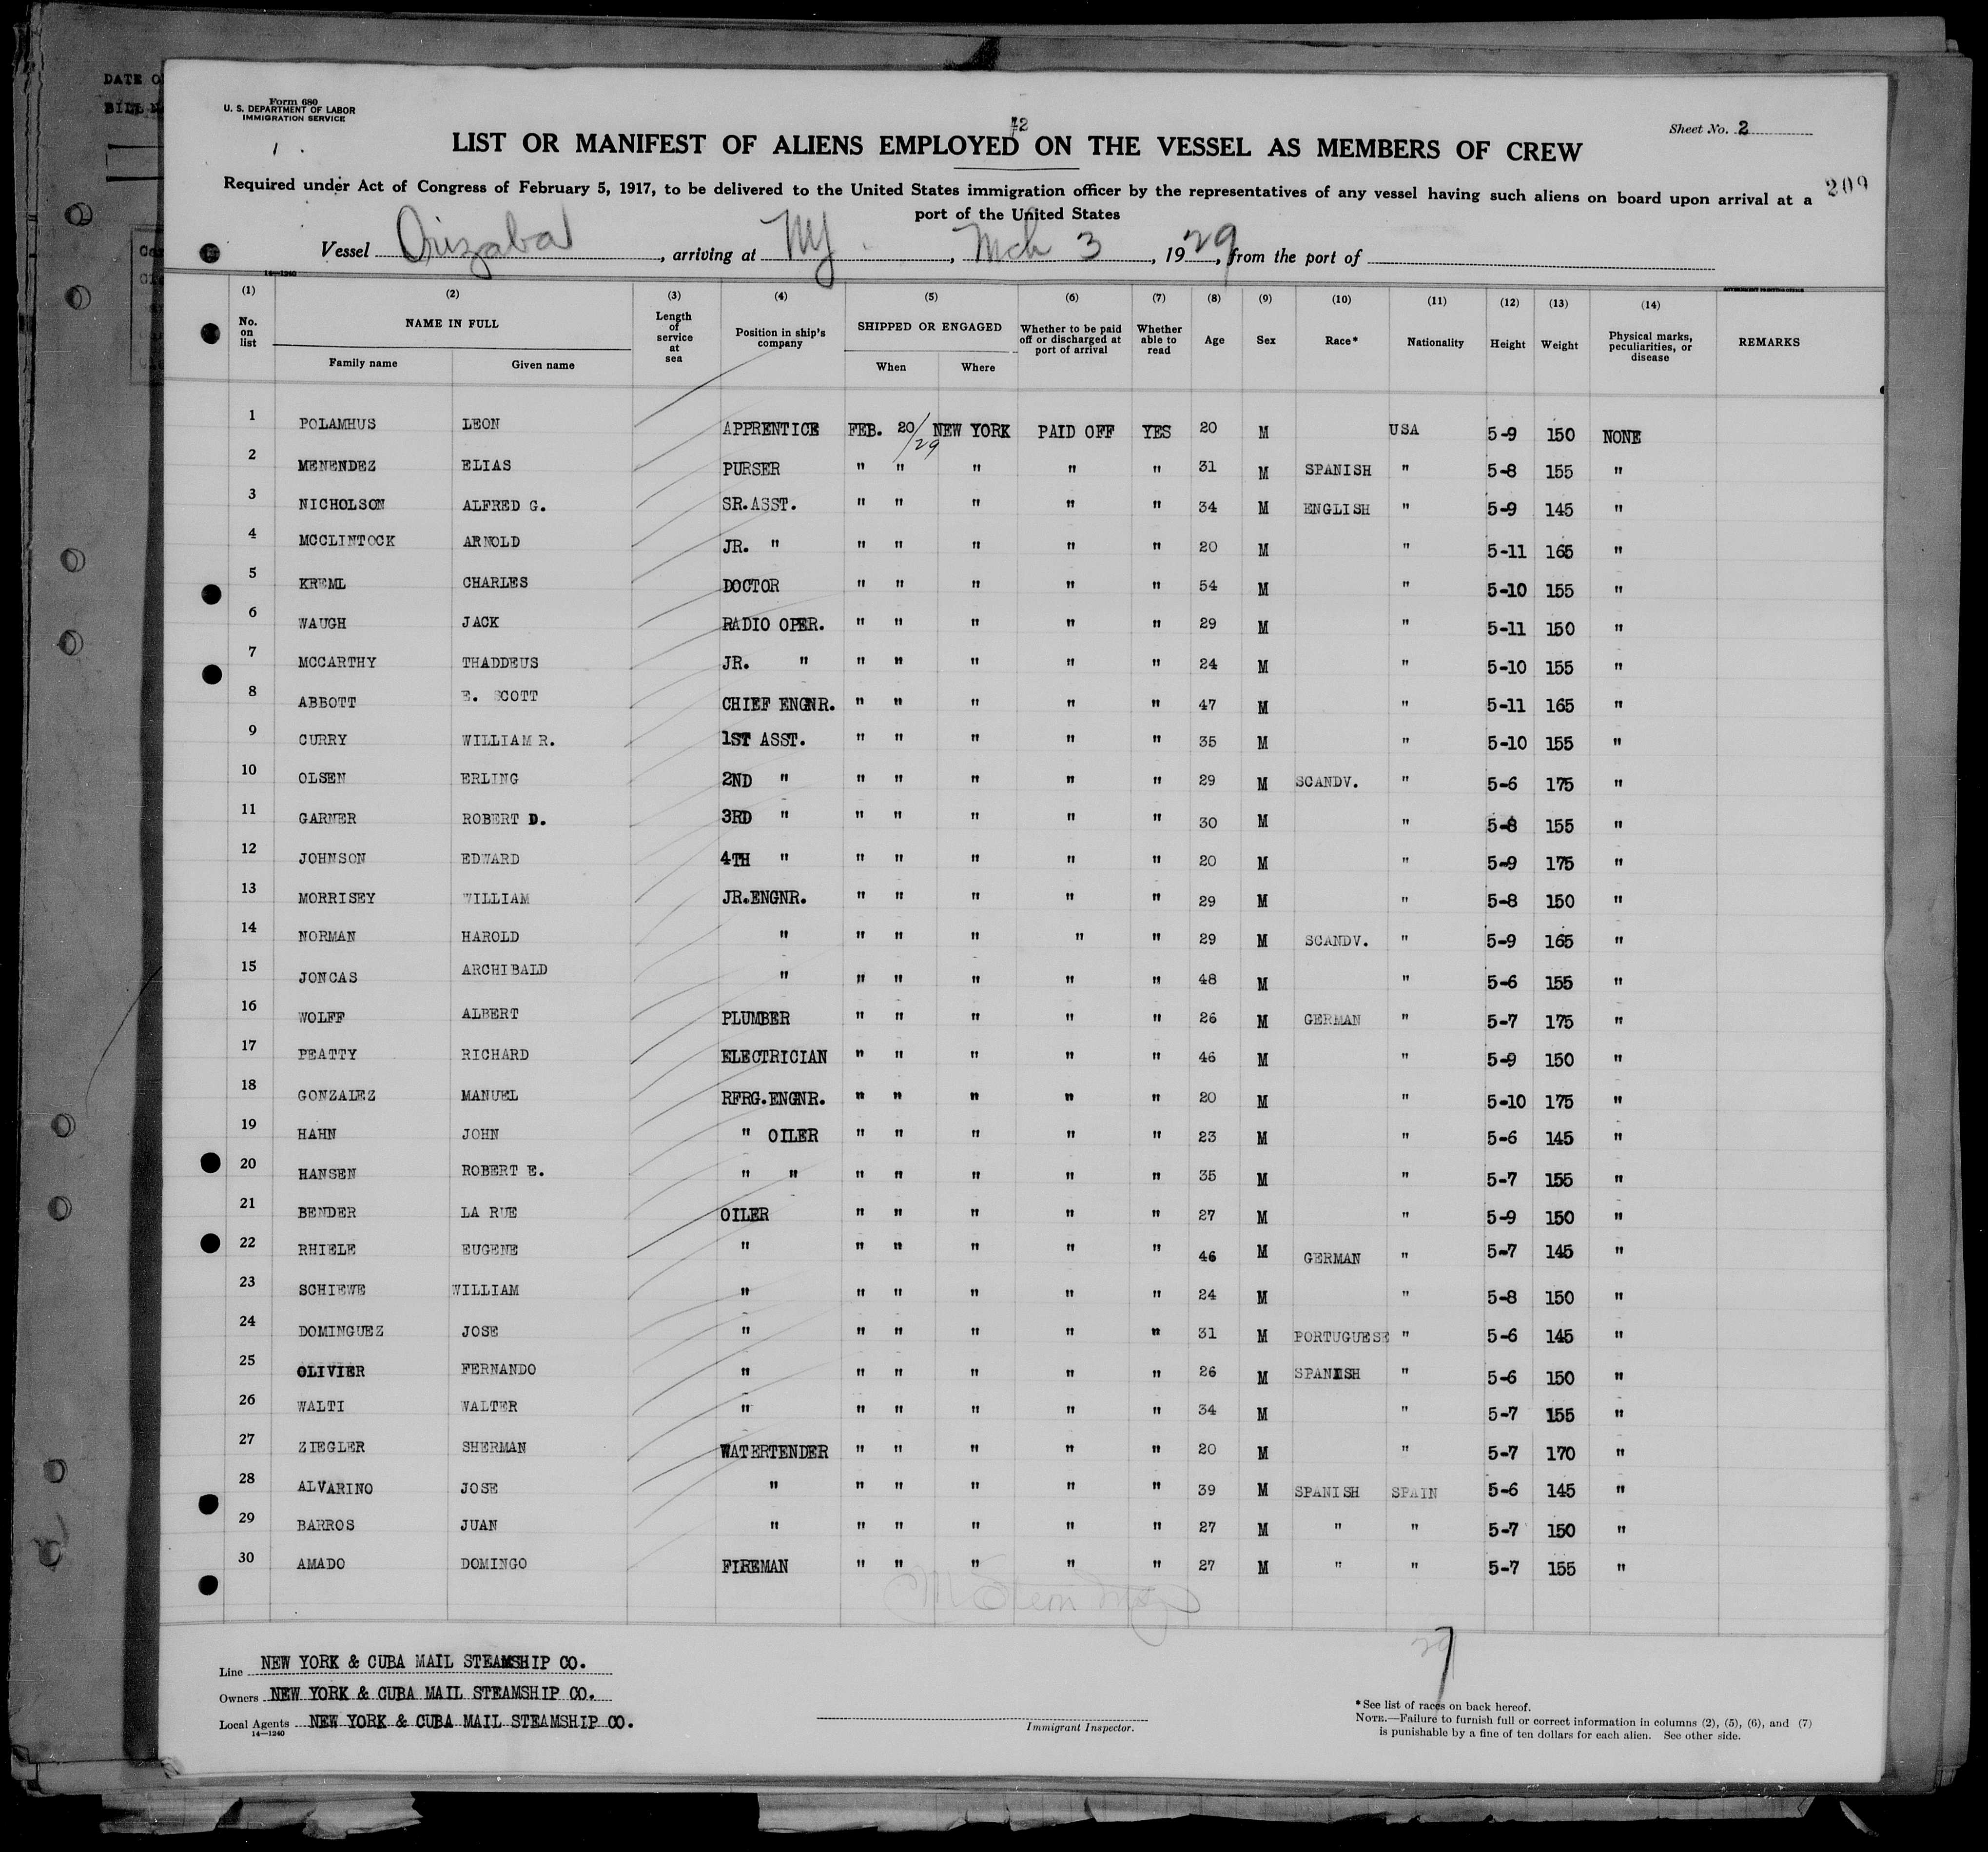 DATE O
BILL N
Form 680
U. S. DEPARTMENT OF LABOR
IMMIGRATION SERVICE
12
Sheet No. 2
LIST OR MANIFEST OF ALIENS EMPLOYED ON THE VESSEL AS MEMBERS OF CREW
209
Required under Act of Congress of February 5, 1917, to be delivered to the United States immigration officer by the representatives of any vessel having such aliens on board upon arrival at a
port of the United States
Vessel Orizaba, arriving at NY., Mch 3, 1929, from the port of
14—1240
GOVERNMENT PRINTING OFFICE
(1) (2) (3) (4) (5) (6) (7) (8) (9) (10) (11) (12) (13) (14)
No. on list NAME IN FULL Length of service at sea Position in ship's company SHIPPED OR ENGAGED Whether to be paid off or discharged at port of arrival Whether able to read Age Sex Race* Nationality Height Weight Physical marks, peculiarities, or disease REMARKS
Family name Given name When Where
1 POLAMHUS LEON APPRENTICE FEB. 20/29 NEW YORK PAID OFF YES 20 M USA 5-9 150 NONE
2 MENENDEZ ELIAS PURSER " " " " " 31 M SPANISH " 5-8 155 "
3 NICHOLSON ALFRED G. SR.ASST. " " " " " 34 M ENGLISH " 5-9 145 "
4 MCCLINTOCK ARNOLD JR. " " " " " " 20 M " 5-11 165 "
5 KREML CHARLES DOCTOR " " " " " 54 M " 5-10 155 "
6 WAUGH JACK RADIO OPER. " " " " " 29 M " 5-11 150 "
7 MCCARTHY THADDEUS JR. " " " " " " 24 M " 5-10 155 "
8 ABBOTT E. SCOTT CHIEF ENGNR. " " " " " 47 M " 5-11 165 "
9 CURRY WILLIAM R. 1ST ASST. " " " " " 35 M " 5-10 155 "
10 OLSEN ERLING 2ND " " " " " " 29 M SCANDV. " 5-6 175 "
11 GARNER ROBERT D. 3RD " " " " " " 30 M " 5-8 155 "
12 JOHNSON EDWARD 4TH " " " " " " 20 M " 5-9 175 "
13 MORRISEY WILLIAM JR.ENGNR. " " " " " 29 M " 5-8 150 "
14 NORMAN HAROLD " " " " " " 29 M SCANDV. " 5-9 165 "
15 JONCAS ARCHIBALD " " " " " " 48 M " 5-6 155 "
16 WOLFF ALBERT PLUMBER " " " " " 26 M GERMAN " 5-7 175 "
17 PEATTY RICHARD ELECTRICIAN " " " " " 46 M " 5-9 150 "
18 GONZALEZ MANUEL RFRG.ENGNR. " " " " " 20 M " 5-10 175 "
19 HAHN JOHN " OILER " " " " " 23 M " 5-6 145 "
20 HANSEN ROBERT E. " " " " " " " 35 M " 5-7 155 "
21 BENDER LA RUE OILER " " " " " 27 M " 5-9 150 "
22 RHIELE EUGENE " " " " " " 46 M GERMAN " 5-7 145 "
23 SCHIEWE WILLIAM " " " " " " 24 M " 5-8 150 "
24 DOMINGUEZ JOSE " " " " " " 31 M PORTUGUESE " 5-6 145 "
25 OLIVIER FERNANDO " " " " " " 26 M SPANISH " 5-6 150 "
26 WALTI WALTER " " " " " " 34 M " 5-7 155 "
27 ZIEGLER SHERMAN WATERTENDER " " " " " 20 M " 5-7 170 "
28 ALVARINO JOSE " " " " " " 39 M SPANISH SPAIN 5-6 145 "
29 BARROS JUAN " " " " " " 27 M " " 5-7 150 "
30 AMADO DOMINGO FIREMAN " " " " " 27 M " " 5-7 155 "
Line NEW YORK & CUBA MAIL STEAMSHIP CO.
Owners NEW YORK & CUBA MAIL STEAMSHIP CO.
Local Agents NEW YORK & CUBA MAIL STEAMSHIP CO.
14—1240
Immigrant Inspector.
*See list of races on back hereof.
NOTE.—Failure to furnish full or correct information in columns (2), (5), (6), and (7)
is punishable by a fine of ten dollars for each alien. See other side.